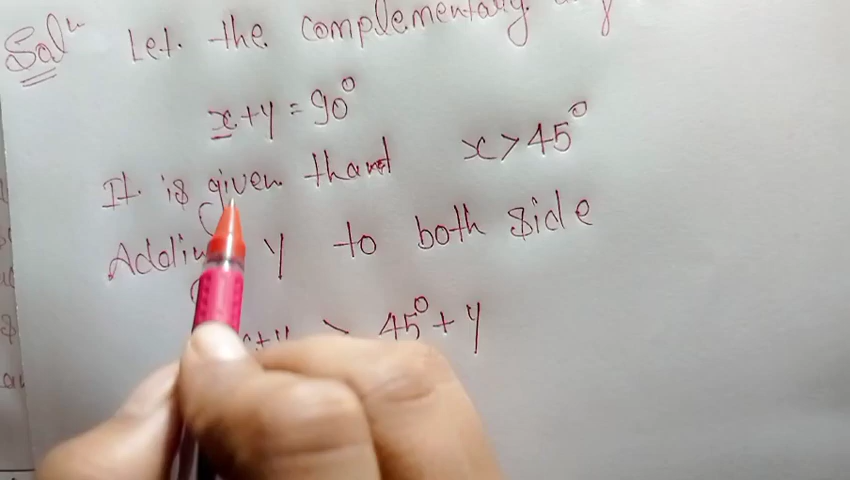 Solⁿ Let. the complementary
x+y = 90°
It is given that x > 45°
Adding y to both side
x+y > 45° + y